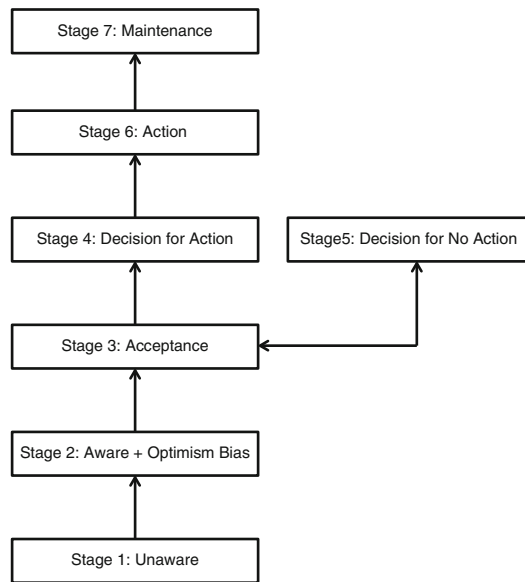 Stage 7: Maintenance
Stage 6: Action
Stage 4: Decision for Action
Stage5: Decision for No Action
Stage 3: Acceptance
Stage 2: Aware + Optimism Bias
Stage 1: Unaware